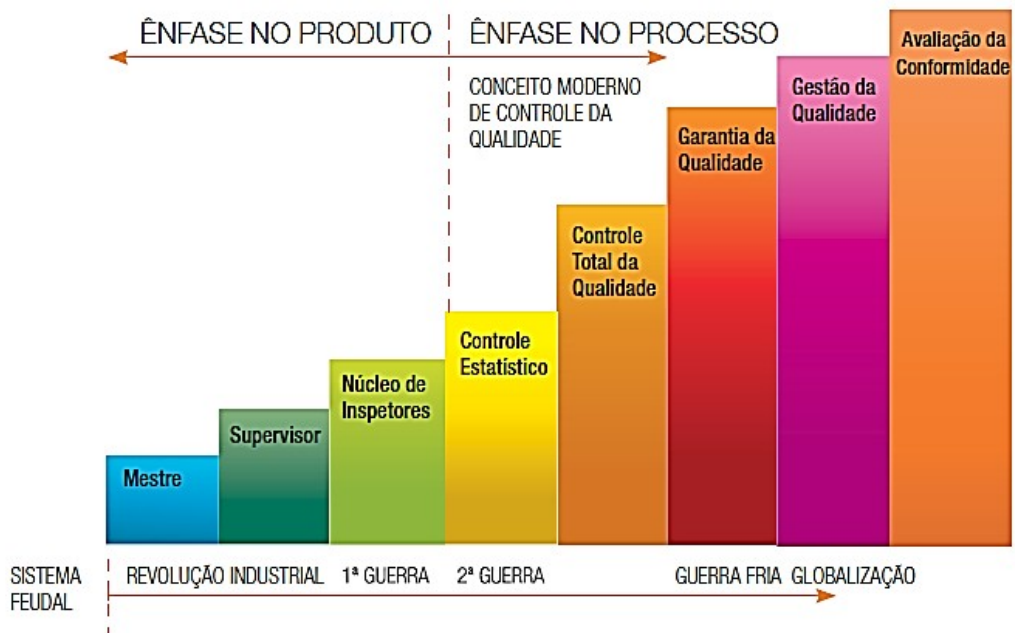 ÊNFASE NO PRODUTO
ÊNFASE NO PROCESSO
CONCEITO MODERNO
DE CONTROLE DA
QUALIDADE
Mestre
Supervisor
Núcleo de
Inspetores
Controle
Estatístico
Controle
Total da
Qualidade
Garantia da
Qualidade
Gestão da
Qualidade
Avaliação da
Conformidade
SISTEMA
FEUDAL
REVOLUÇÃO INDUSTRIAL
1ª GUERRA
2ª GUERRA
GUERRA FRIA
GLOBALIZAÇÃO